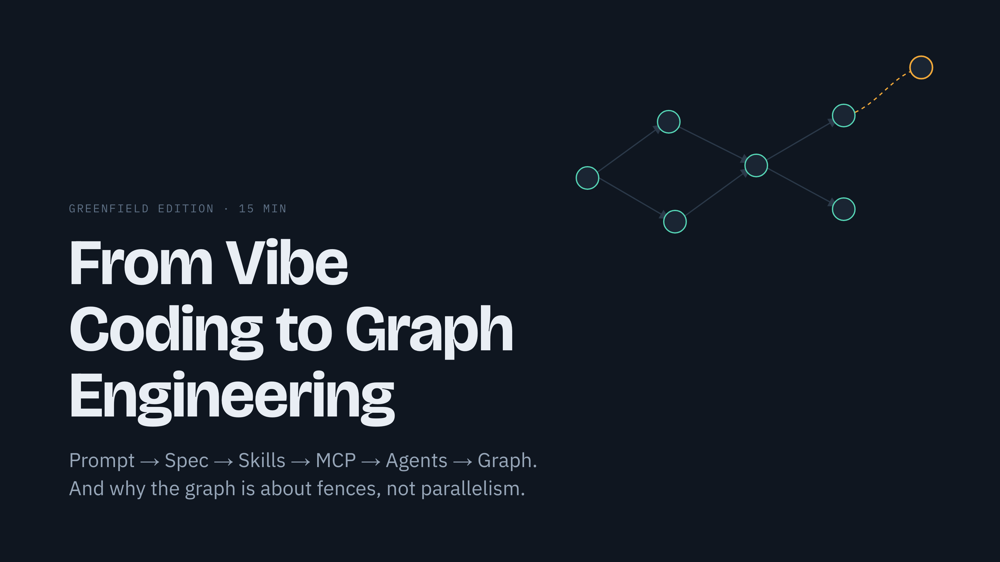 GREENFIELD EDITION · 15 MIN
From Vibe
Coding to Graph
Engineering
Prompt → Spec → Skills → MCP → Agents → Graph.
And why the graph is about fences, not parallelism.